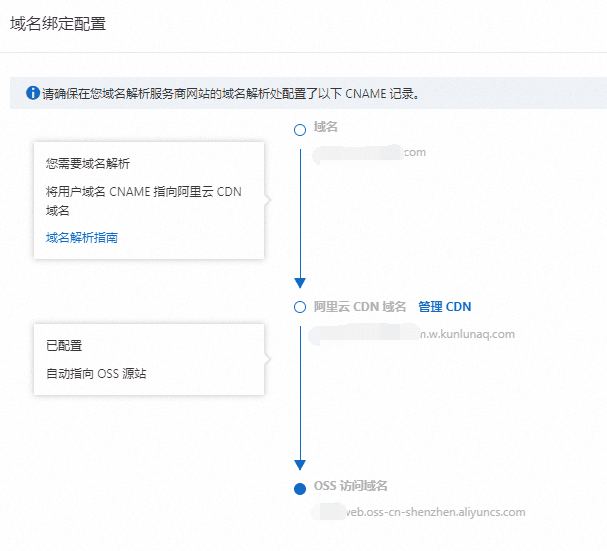 域名绑定配置
请确保在您域名解析服务商网站的域名解析处配置了以下 CNAME 记录。
域名
com
您需要域名解析
将用户域名 CNAME 指向阿里云 CDN
域名
域名解析指南
阿里云 CDN 域名 管理 CDN
.w.kunlunaq.com
已配置
自动指向 OSS 源站
OSS 访问域名
web.oss-cn-shenzhen.aliyuncs.com